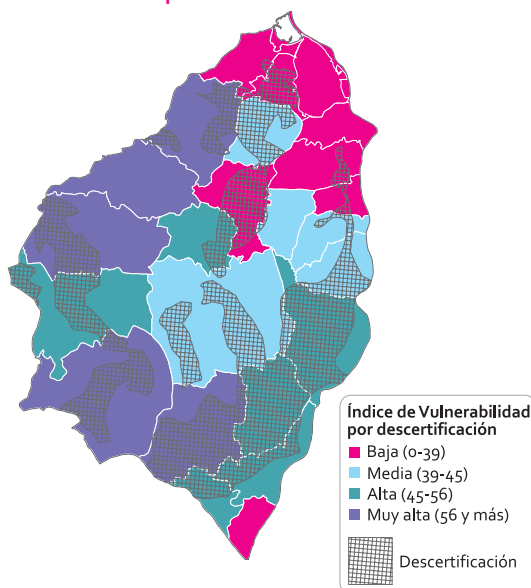 Índice de Vulnerabilidad
por descertificación
Baja (0-39)
Media (39-45)
Alta (45-56)
Muy alta (56 y más)
Descertificación